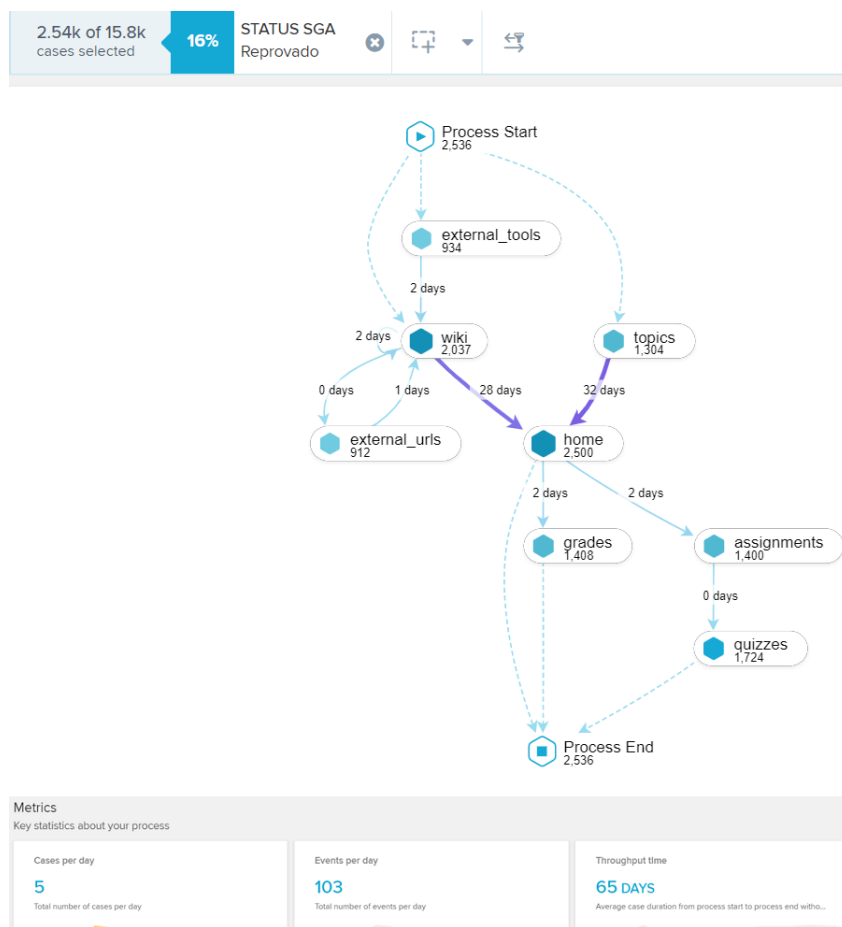 2.54k of 15.8k
cases selected
16%
STATUS SGA
Reprovado
Process Start
2,536
external_tools
934
2 days
2 days
wiki
2,037
topics
1,304
0 days
1 days
28 days
32 days
external_urls
912
home
2,500
2 days
2 days
grades
1,408
assignments
1,400
0 days
quizzes
1,724
Process End
2,536
Metrics
Key statistics about your process
Cases per day
5
Total number of cases per day
Events per day
103
Total number of events per day
Throughput time
65 DAYS
Average case duration from process start to process end witho...